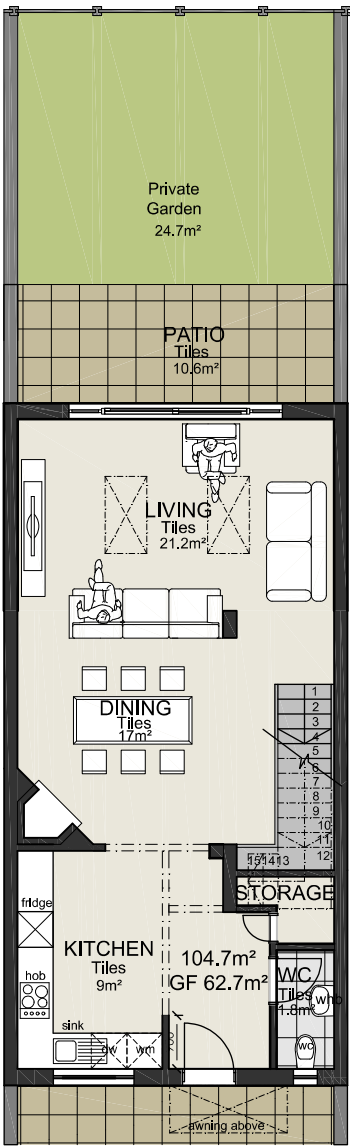 Private
Garden
24.7m²
PATIO
Tiles
10.6m²
LIVING
Tiles
21.2m²
DINING
Tiles
17m²
1
2
3
4
5
6
7
8
9
10
11
12
15 14 13
STORAGE
fridge
KITCHEN
Tiles
9m²
104.7m²
GF 62.7m²
WC
Tiles
1.8m²
whb
hob
sink
dw
wm
wc
awning above